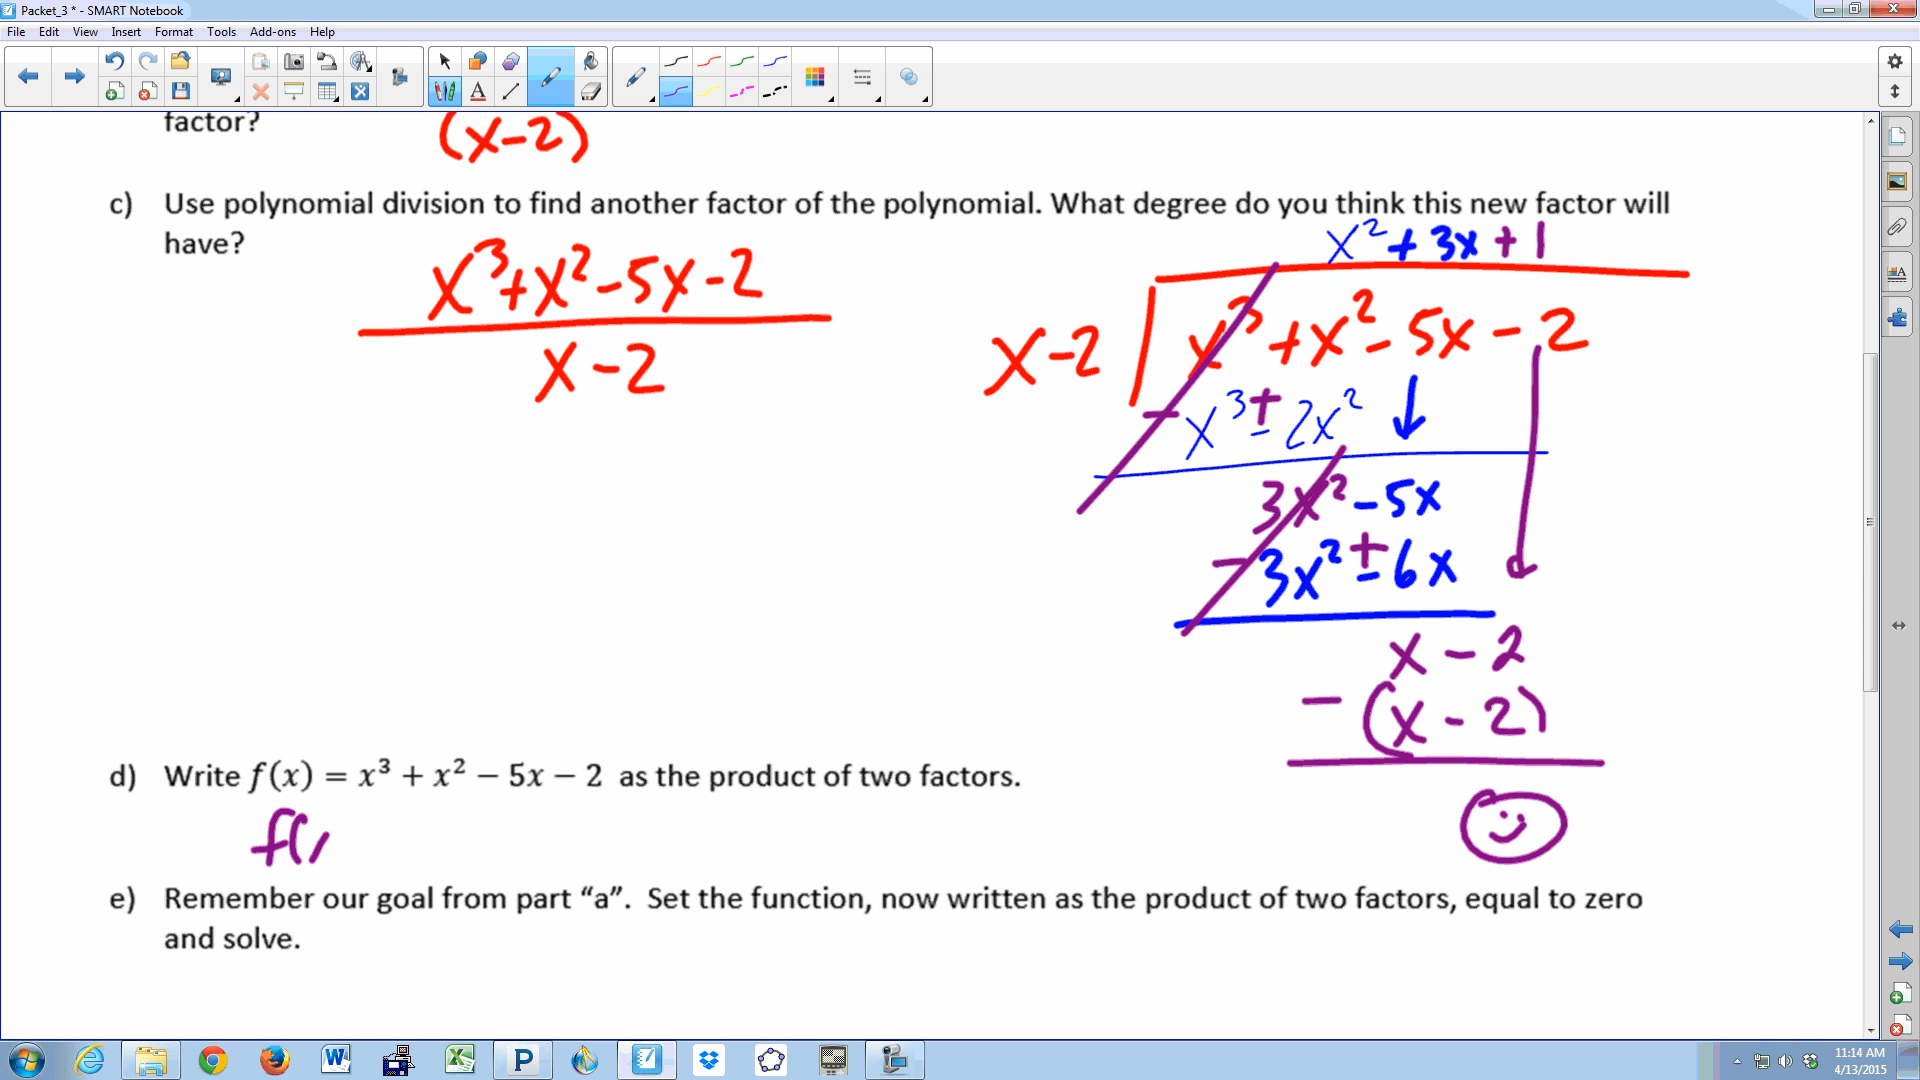 Packet_3 * - SMART Notebook
File Edit View Insert Format Tools Add-ons Help
factor?
(x-2)
c) Use polynomial division to find another factor of the polynomial. What degree do you think this new factor will
have?
x³+x²-5x-2
x-2
x² + 3x + 1
x-2
x³ +x² - 5x - 2
- x³ ± 2x²
3x² - 5x
- 3x² ± 6x
x - 2
- (x - 2)
d) Write f(x) = x³ + x² − 5x − 2 as the product of two factors.
f(
e) Remember our goal from part “a”. Set the function, now written as the product of two factors, equal to zero
and solve.
11:14 AM
4/13/2015